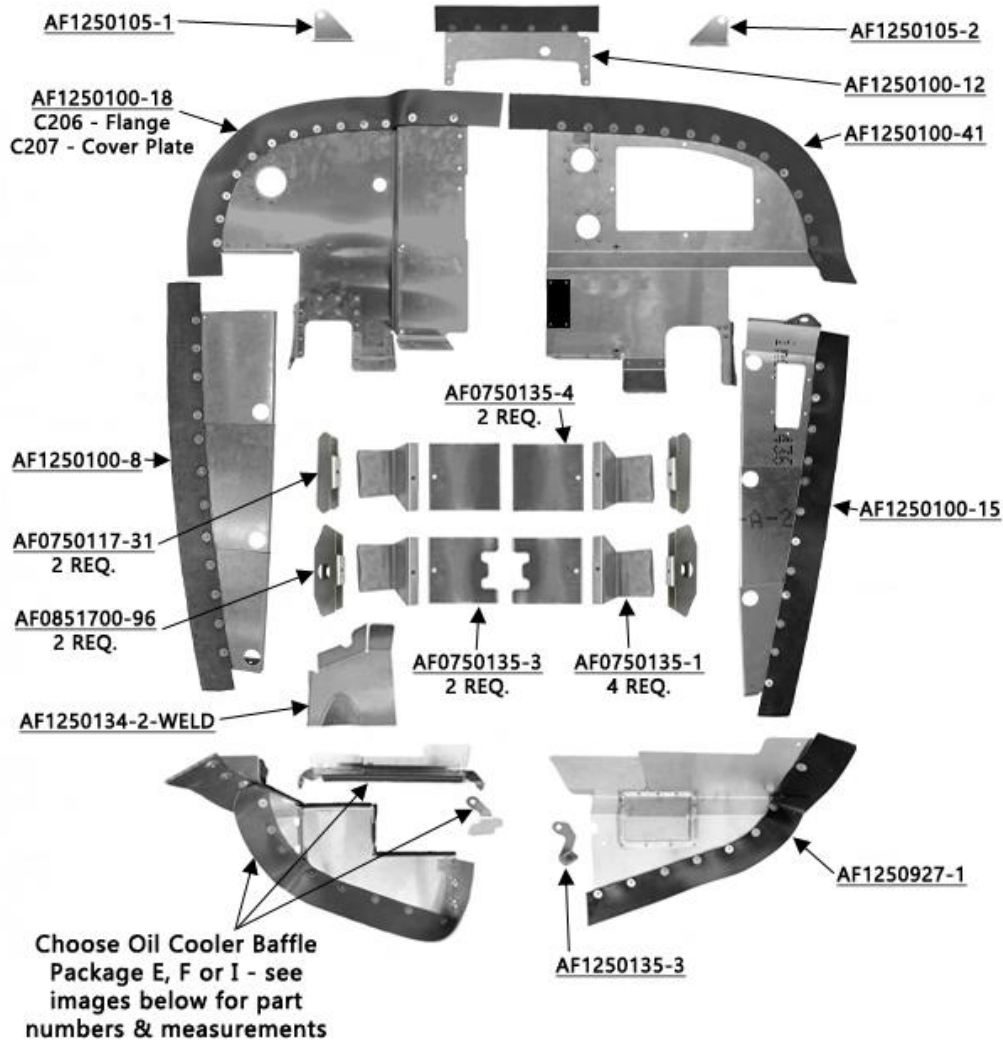 AF1250105-1
AF1250105-2
AF1250100-12
AF1250100-18
C206 - Flange
C207 - Cover Plate
AF1250100-41
AF0750135-4
2 REQ.
AF1250100-8
AF1250100-15
AF0750117-31
2 REQ.
AF0851700-96
2 REQ.
AF0750135-3
2 REQ.
AF0750135-1
4 REQ.
AF1250134-2-WELD
AF1250927-1
AF1250135-3
Choose Oil Cooler Baffle
Package E, F or I - see
images below for part
numbers & measurements
-A-2